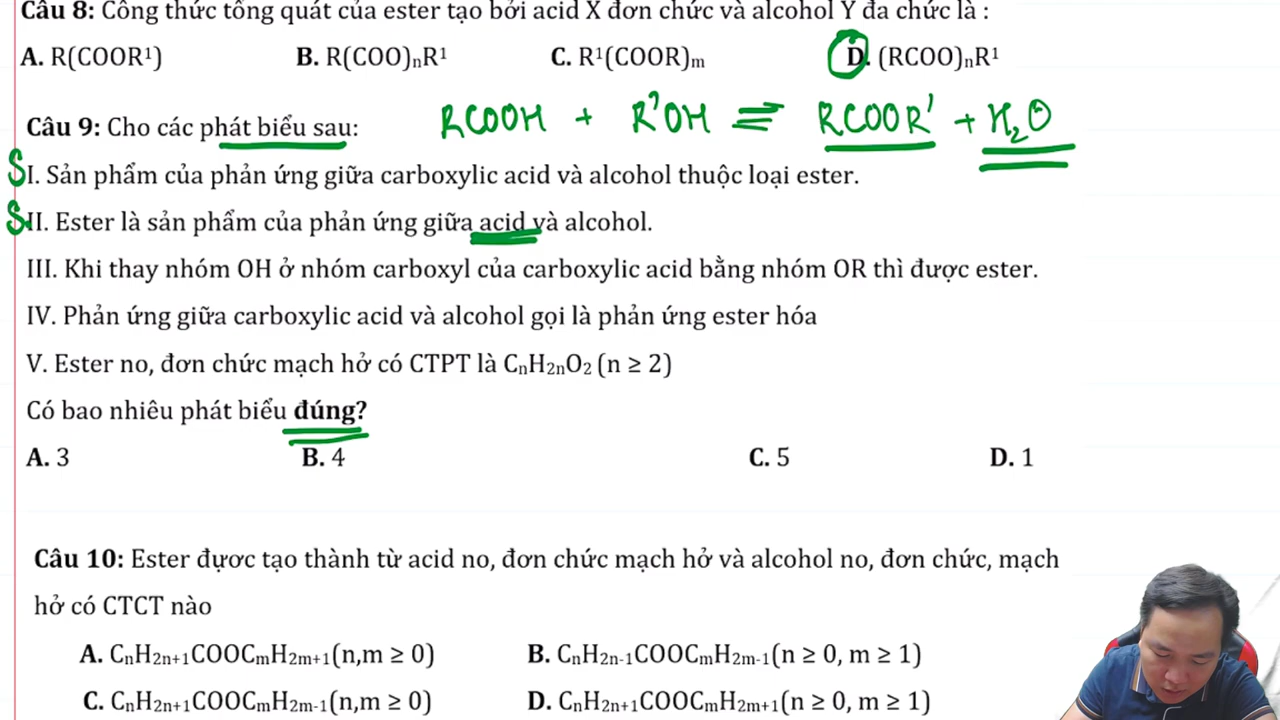 Câu 8: Công thức tổng quát của ester tạo bởi acid X đơn chức và alcohol Y đa chức là :
A. R(COOR¹) B. R(COO)ₙR¹ C. R¹(COOR)ₘ D. (RCOO)ₙR¹
RCOOH + R'OH ⇌ RCOOR' + H₂O
Câu 9: Cho các phát biểu sau:
S I. Sản phẩm của phản ứng giữa carboxylic acid và alcohol thuộc loại ester.
S II. Ester là sản phẩm của phản ứng giữa acid và alcohol.
III. Khi thay nhóm OH ở nhóm carboxyl của carboxylic acid bằng nhóm OR thì được ester.
IV. Phản ứng giữa carboxylic acid và alcohol gọi là phản ứng ester hóa
V. Ester no, đơn chức mạch hở có CTPT là CₙH₂ₙO₂ (n ≥ 2)
Có bao nhiêu phát biểu đúng?
A. 3 B. 4 C. 5 D. 1
Câu 10: Ester đựơc tạo thành từ acid no, đơn chức mạch hở và alcohol no, đơn chức, mạch
hở có CTCT nào
A. CₙH₂ₙ₊₁COOCₘH₂ₘ₊₁(n,m ≥ 0) B. CₙH₂ₙ₋₁COOCₘH₂ₘ₋₁(n ≥ 0, m ≥ 1)
C. CₙH₂ₙ₊₁COOCₘH₂ₘ₋₁(n,m ≥ 0) D. CₙH₂ₙ₊₁COOCₘH₂ₘ₊₁(n ≥ 0, m ≥ 1)